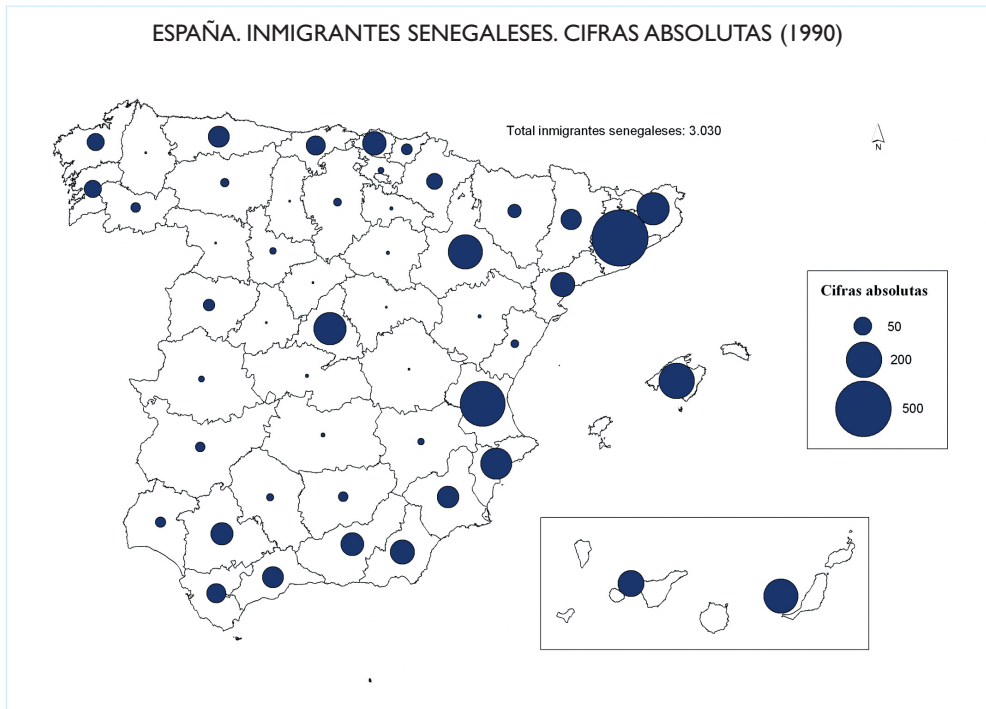 ESPAÑA. INMIGRANTES SENEGALESES. CIFRAS ABSOLUTAS (1990)
Total inmigrantes senegaleses: 3.030
N
Cifras absolutas
50
200
500